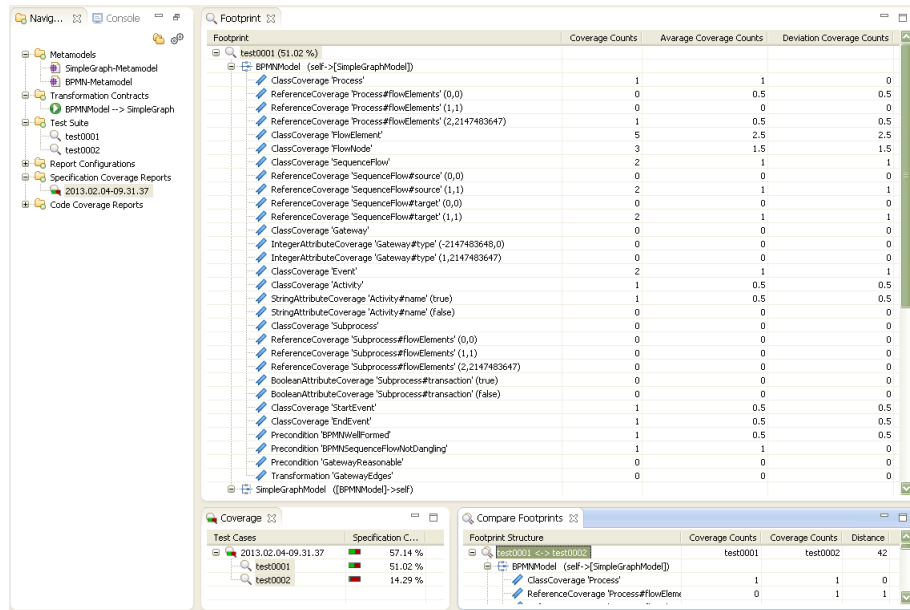 Navig...
Console
Metamodels
SimpleGraph-Metamodel
BPMN-Metamodel
Transformation Contracts
BPMNModel --> SimpleGraph
Test Suite
test0001
test0002
Report Configurations
Specification Coverage Reports
2013.02.04-09.31.37
Code Coverage Reports
Footprint
Footprint Coverage Counts Avarage Coverage Counts Deviation Coverage Counts
test0001 (51.02 %)
BPMNModel (self->[SimpleGraphModel])
ClassCoverage 'Process' 1 1 0
ReferenceCoverage 'Process#flowElements' (0,0) 0 0.5 0.5
ReferenceCoverage 'Process#flowElements' (1,1) 0 0 0
ReferenceCoverage 'Process#flowElements' (2,2147483647) 1 0.5 0.5
ClassCoverage 'FlowElement' 5 2.5 2.5
ClassCoverage 'FlowNode' 3 1.5 1.5
ClassCoverage 'SequenceFlow' 2 1 1
ReferenceCoverage 'SequenceFlow#source' (0,0) 0 0 0
ReferenceCoverage 'SequenceFlow#source' (1,1) 2 1 1
ReferenceCoverage 'SequenceFlow#target' (0,0) 0 0 0
ReferenceCoverage 'SequenceFlow#target' (1,1) 2 1 1
ClassCoverage 'Gateway' 0 0 0
IntegerAttributeCoverage 'Gateway#type' (-2147483648,0) 0 0 0
IntegerAttributeCoverage 'Gateway#type' (1,2147483647) 0 0 0
ClassCoverage 'Event' 2 1 1
ClassCoverage 'Activity' 1 0.5 0.5
StringAttributeCoverage 'Activity#name' (true) 1 0.5 0.5
StringAttributeCoverage 'Activity#name' (false) 0 0 0
ClassCoverage 'Subprocess' 0 0 0
ReferenceCoverage 'Subprocess#flowElements' (0,0) 0 0 0
ReferenceCoverage 'Subprocess#flowElements' (1,1) 0 0 0
ReferenceCoverage 'Subprocess#flowElements' (2,2147483647) 0 0 0
BooleanAttributeCoverage 'Subprocess#transaction' (true) 0 0 0
BooleanAttributeCoverage 'Subprocess#transaction' (false) 0 0 0
ClassCoverage 'StartEvent' 1 0.5 0.5
ClassCoverage 'EndEvent' 1 0.5 0.5
Precondition 'BPMNWellFormed' 1 0.5 0.5
Precondition 'BPMNSequenceFlowNotDangling' 1 1 0
Precondition 'GatewayReasonable' 0 0 0
Transformation 'GatewayEdges' 0 0 0
SimpleGraphModel ([BPMNModel]->self)
Coverage
Test Cases Specification C...
2013.02.04-09.31.37 57.14 %
test0001 51.02 %
test0002 14.29 %
Compare Footprints
Footprint Structure Coverage Counts Coverage Counts Distance
test0001 <-> test0002 test0001 test0002 42
BPMNModel (self->[SimpleGraphModel])
ClassCoverage 'Process' 1 1 0
ReferenceCoverage 'Process#flowEleme 0 1 1